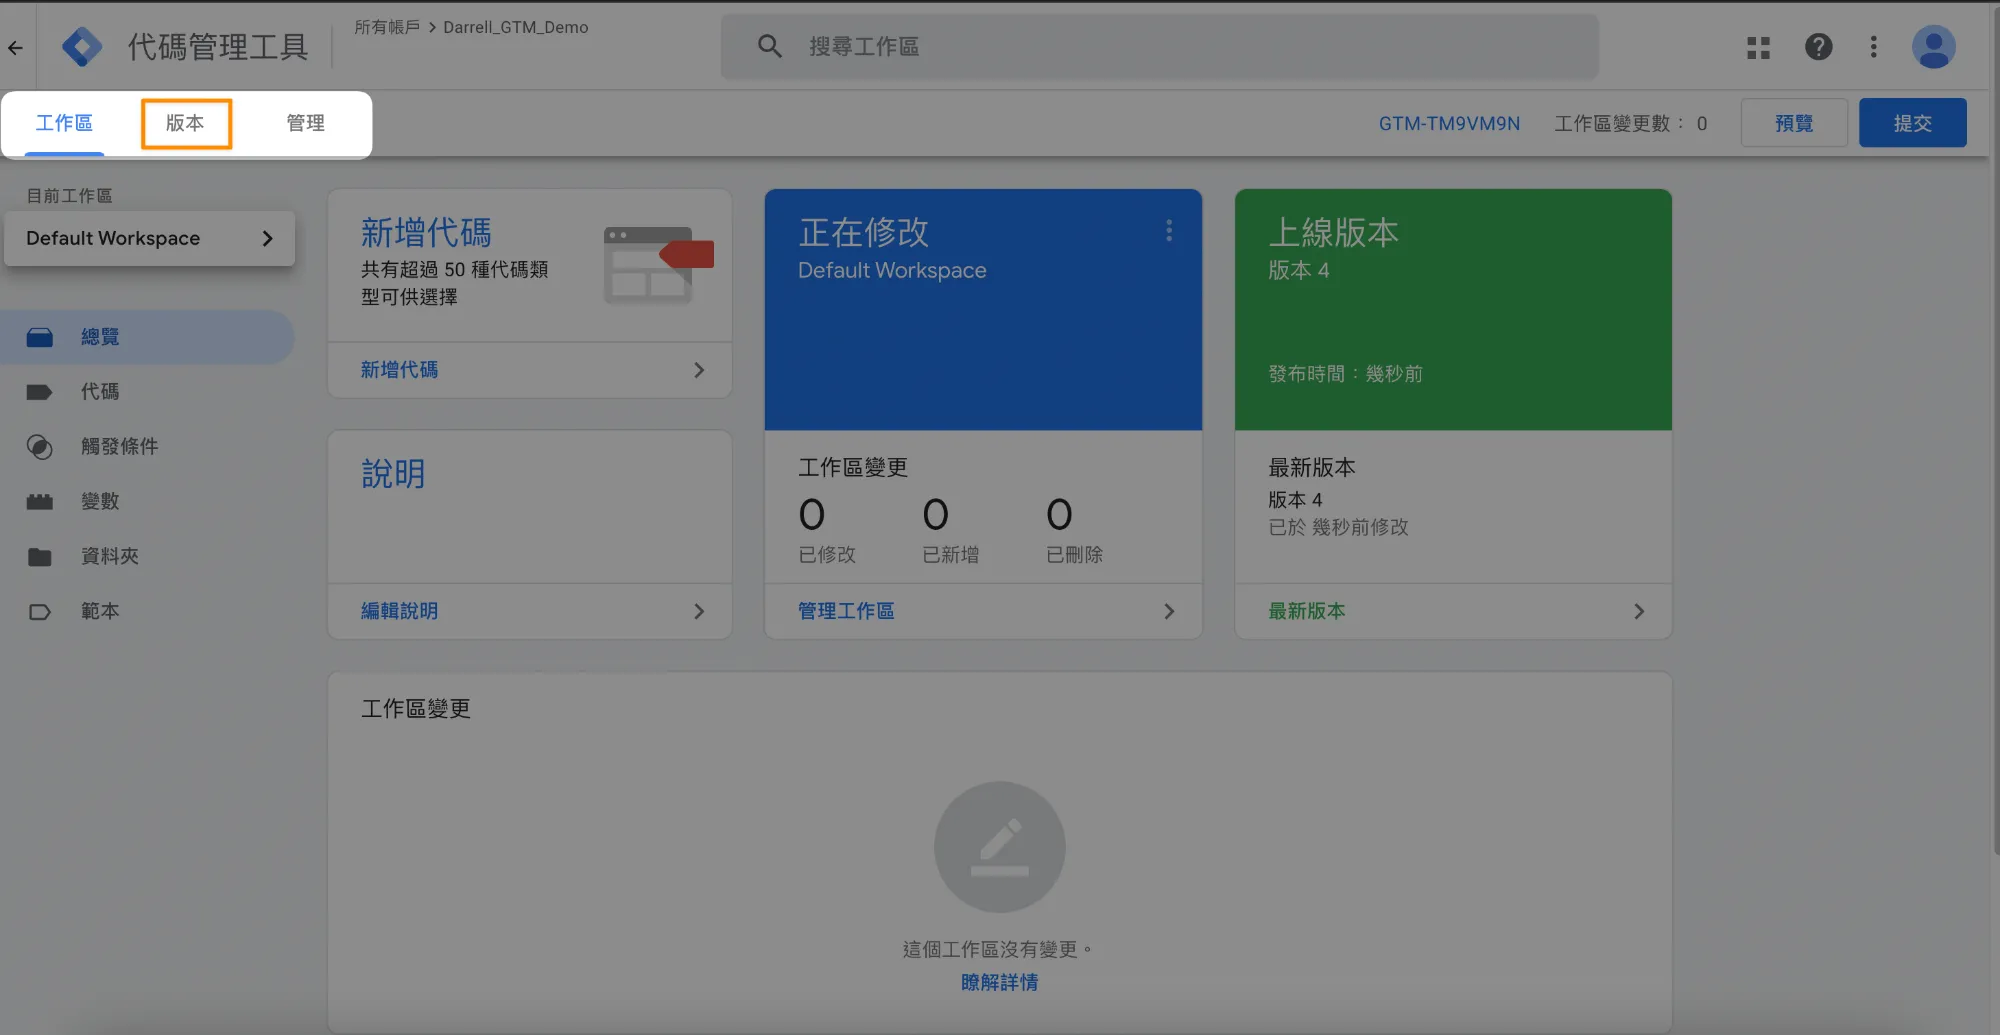 代碼管理工具
所有帳戶 > Darrell_GTM_Demo
搜尋工作區
工作區
版本
管理
GTM-TM9VM9N
工作區變更數： 0
預覽
提交
目前工作區
Default Workspace
總覽
代碼
觸發條件
變數
資料夾
範本
新增代碼
共有超過 50 種代碼類
型可供選擇
新增代碼
說明
編輯說明
正在修改
Default Workspace
工作區變更
0 0 0
已修改 已新增 已刪除
管理工作區
上線版本
版本 4
發布時間：幾秒前
最新版本
版本 4
已於 幾秒前修改
最新版本
工作區變更
這個工作區沒有變更。
瞭解詳情